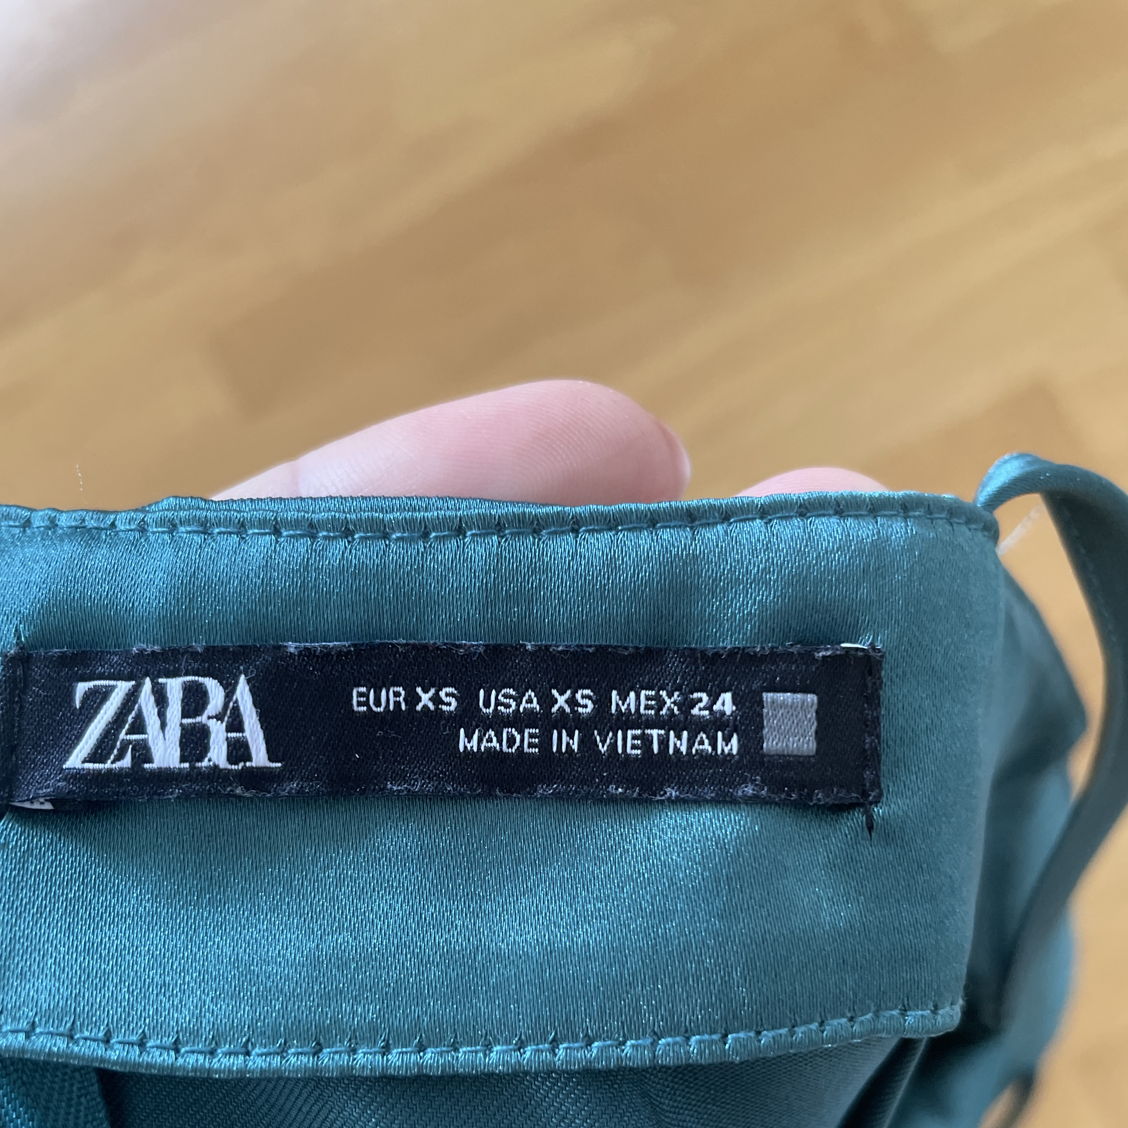 ZARA
EUR XS USA XS MEX 24
MADE IN VIETNAM